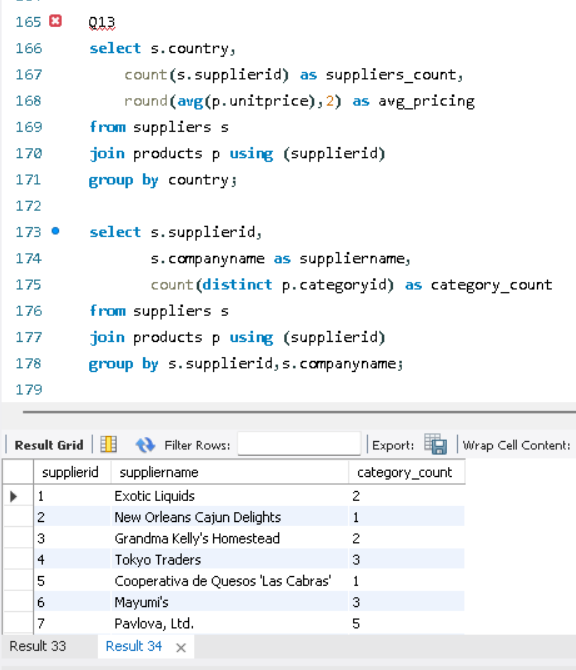 165 Q13
166 select s.country,
167 count(s.supplierid) as suppliers_count,
168 round(avg(p.unitprice),2) as avg_pricing
169 from suppliers s
170 join products p using (supplierid)
171 group by country;
172
173 select s.supplierid,
174 s.companyname as suppliername,
175 count(distinct p.categoryid) as category_count
176 from suppliers s
177 join products p using (supplierid)
178 group by s.supplierid,s.companyname;
179
Result Grid Filter Rows: Export: Wrap Cell Content:
supplierid suppliername category_count
1 Exotic Liquids 2
2 New Orleans Cajun Delights 1
3 Grandma Kelly's Homestead 2
4 Tokyo Traders 3
5 Cooperativa de Quesos 'Las Cabras' 1
6 Mayumi's 3
7 Pavlova, Ltd. 5
Result 33 Result 34